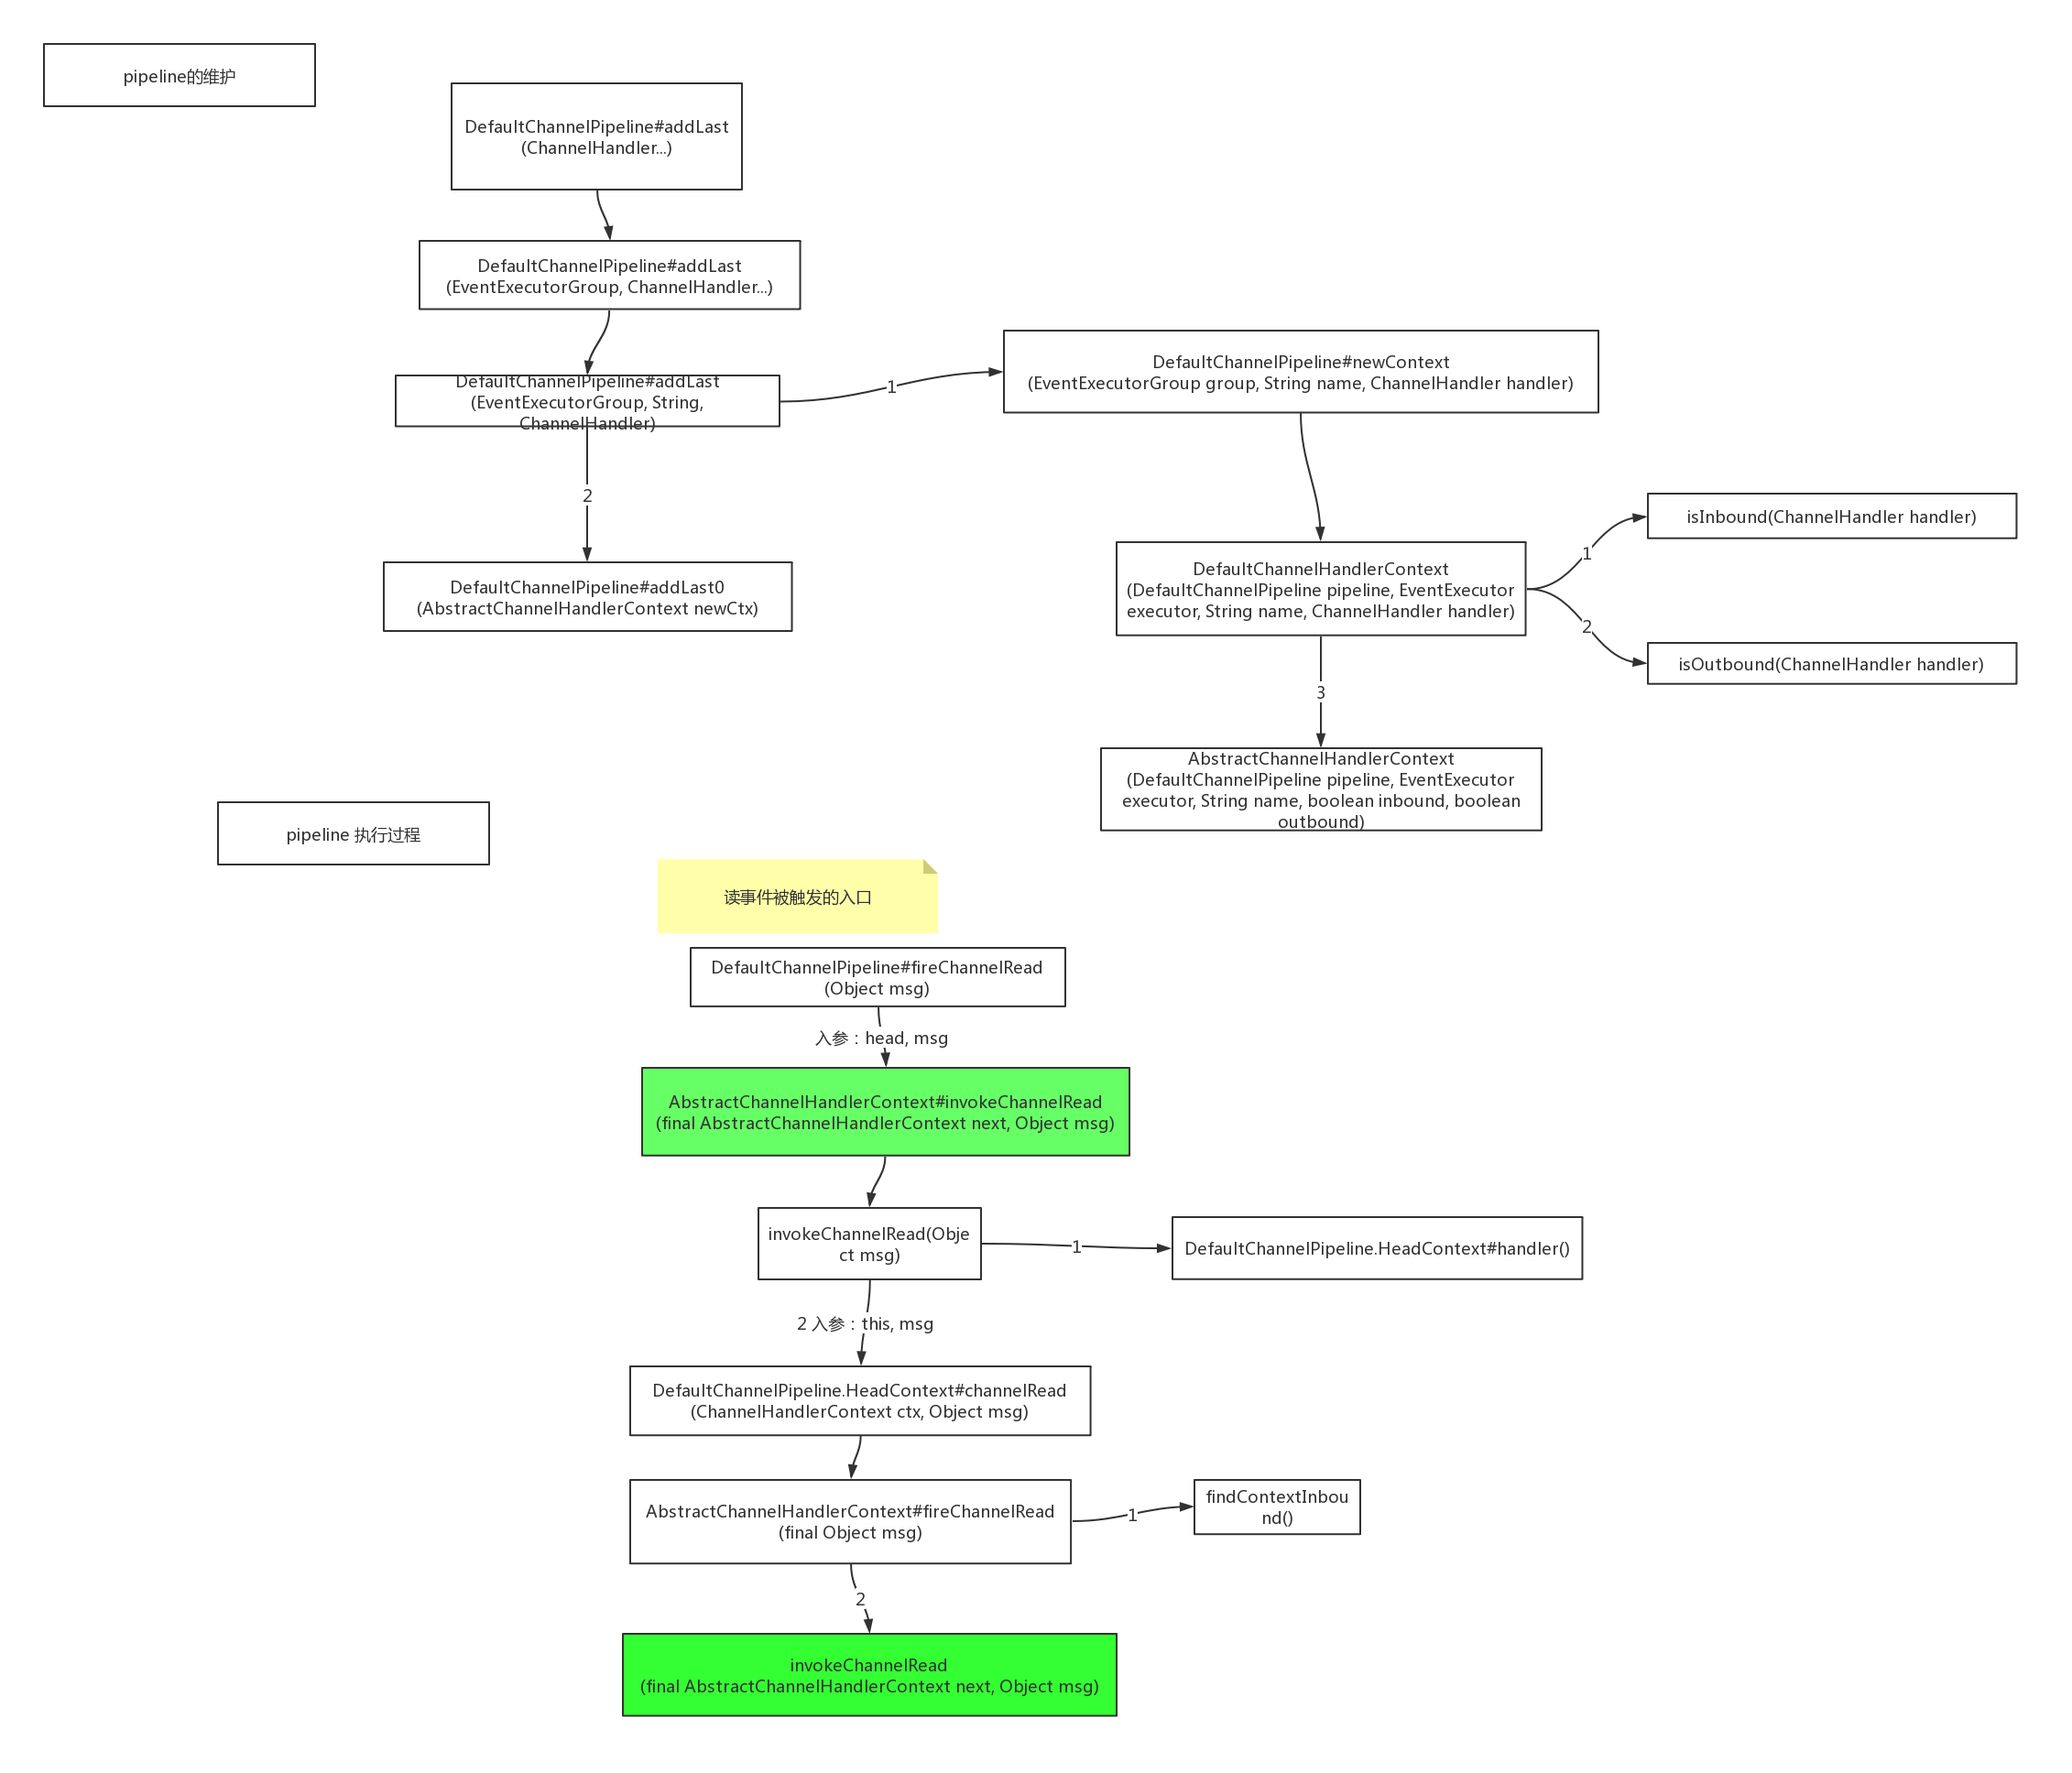 pipeline的维护
DefaultChannelPipeline#addLast
(ChannelHandler...)
DefaultChannelPipeline#addLast
(EventExecutorGroup, ChannelHandler...)
DefaultChannelPipeline#addLast
(EventExecutorGroup, String,
ChannelHandler)
1
DefaultChannelPipeline#newContext
(EventExecutorGroup group, String name, ChannelHandler handler)
2
DefaultChannelPipeline#addLast0
(AbstractChannelHandlerContext newCtx)
DefaultChannelHandlerContext
(DefaultChannelPipeline pipeline, EventExecutor
executor, String name, ChannelHandler handler)
1
isInbound(ChannelHandler handler)
2
isOutbound(ChannelHandler handler)
3
AbstractChannelHandlerContext
(DefaultChannelPipeline pipeline, EventExecutor
executor, String name, boolean inbound, boolean
outbound)
pipeline 执行过程
读事件被触发的入口
DefaultChannelPipeline#fireChannelRead
(Object msg)
入参：head, msg
AbstractChannelHandlerContext#invokeChannelRead
(final AbstractChannelHandlerContext next, Object msg)
invokeChannelRead(Obje
ct msg)
1
DefaultChannelPipeline.HeadContext#handler()
2 入参：this, msg
DefaultChannelPipeline.HeadContext#channelRead
(ChannelHandlerContext ctx, Object msg)
AbstractChannelHandlerContext#fireChannelRead
(final Object msg)
1
findContextInbou
nd()
2
invokeChannelRead
(final AbstractChannelHandlerContext next, Object msg)